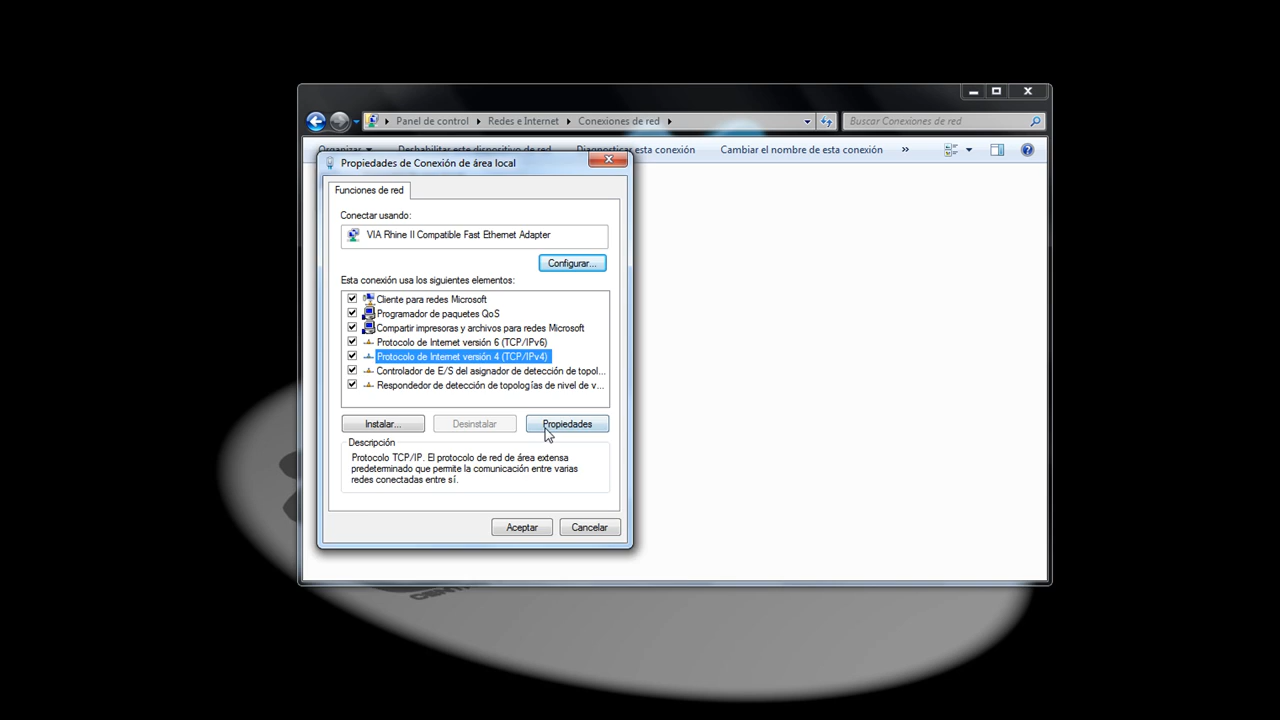 Panel de control
Redes e Internet
Conexiones de red
Buscar Conexiones de red
Organizar
Deshabilitar este dispositivo de red
Diagnosticar esta conexión
Cambiar el nombre de esta conexión
»
Propiedades de Conexión de área local
Funciones de red
Conectar usando:
VIA Rhine II Compatible Fast Ethernet Adapter
Configurar...
Esta conexión usa los siguientes elementos:
Cliente para redes Microsoft
Programador de paquetes QoS
Compartir impresoras y archivos para redes Microsoft
Protocolo de Internet versión 6 (TCP/IPv6)
Protocolo de Internet versión 4 (TCP/IPv4)
Controlador de E/S del asignador de detección de topol...
Respondedor de detección de topologías de nivel de v...
Instalar...
Desinstalar
Propiedades
Descripción
Protocolo TCP/IP. El protocolo de red de área extensa
predeterminado que permite la comunicación entre varias
redes conectadas entre sí.
Aceptar
Cancelar